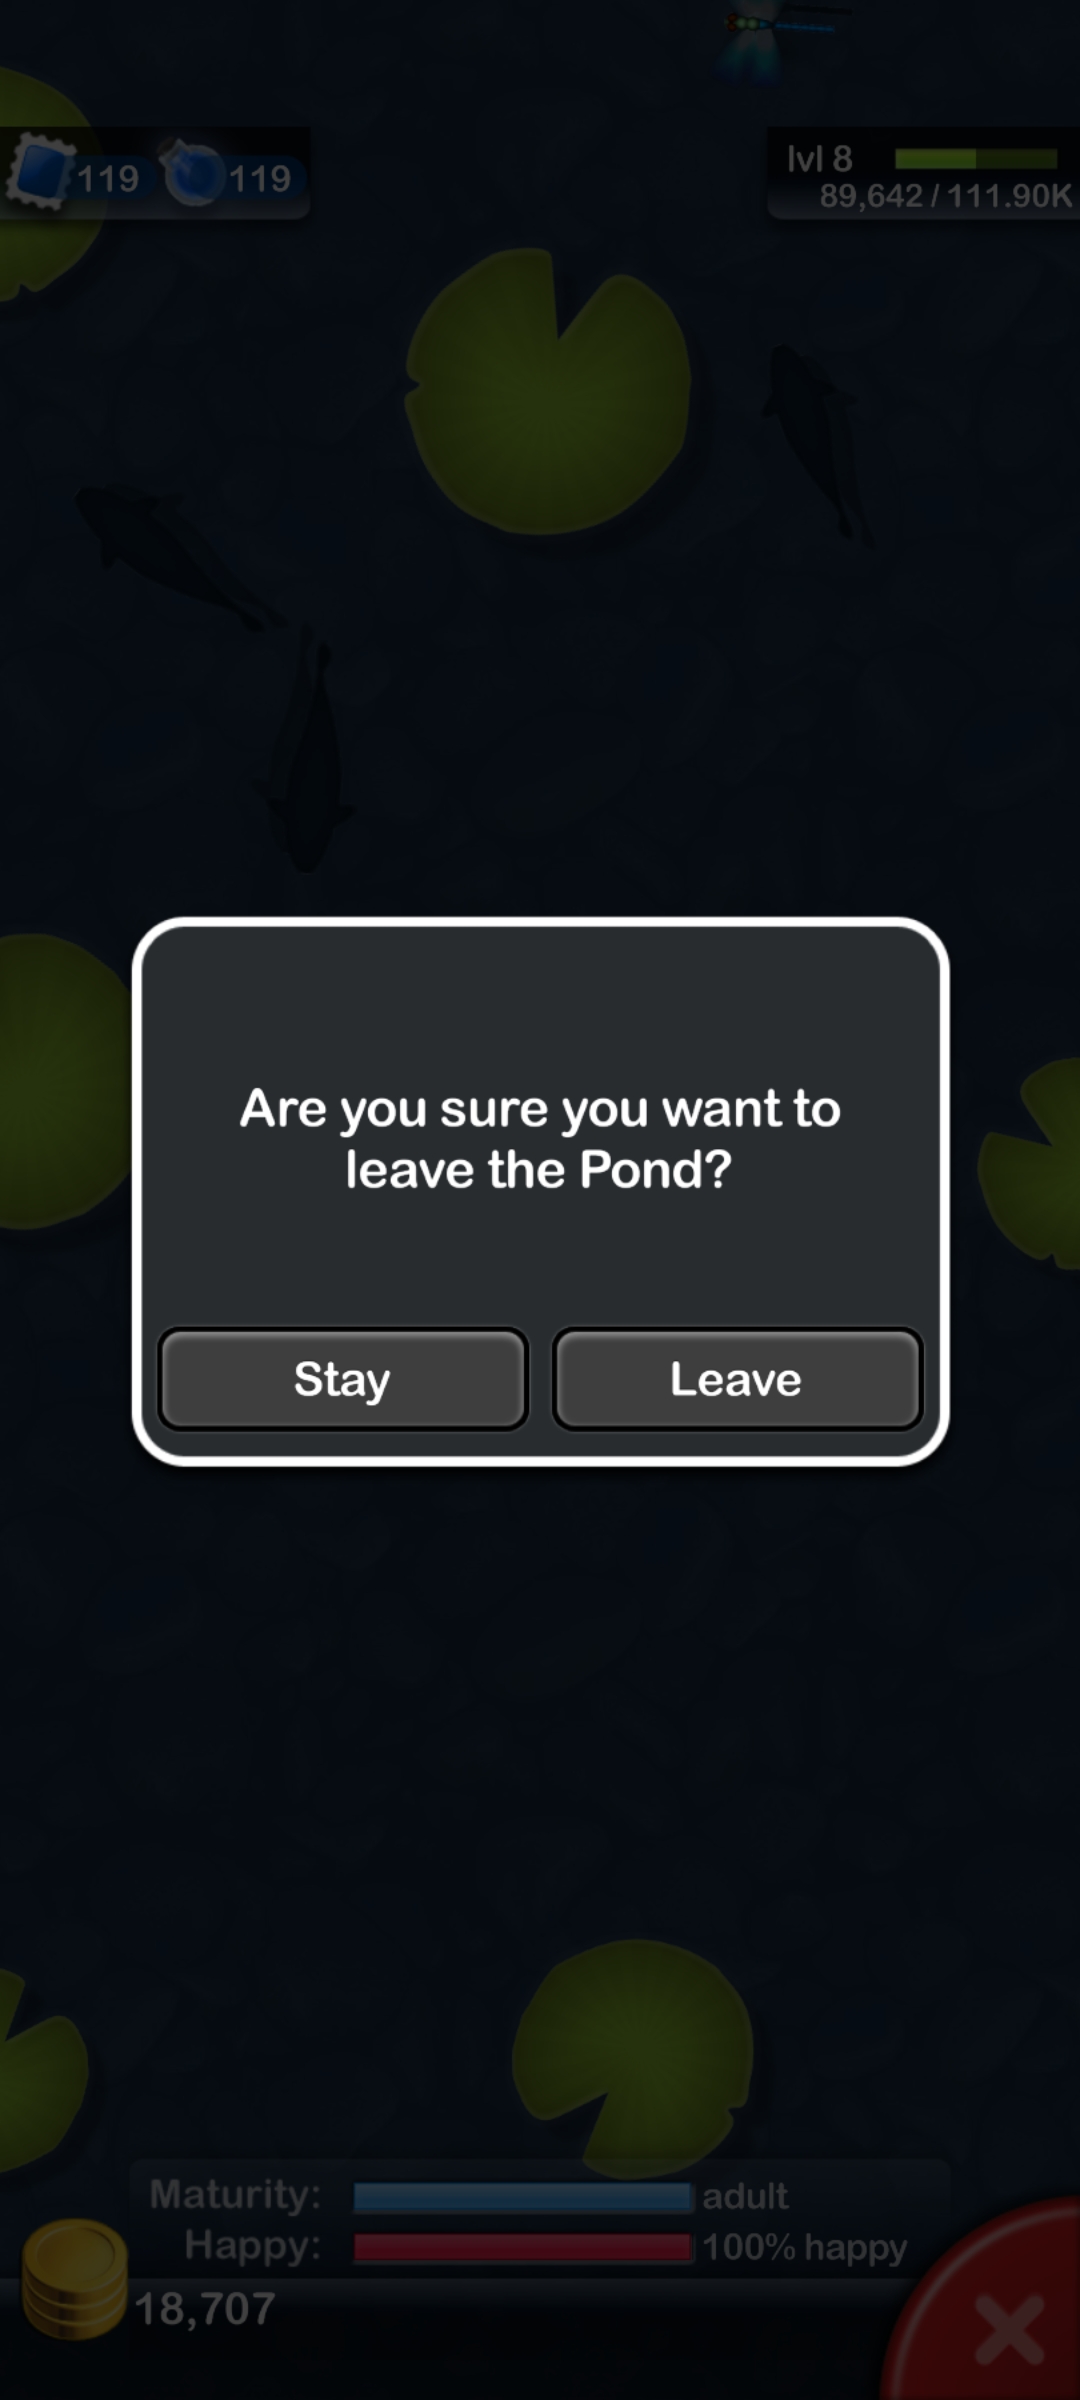 119 119
lvl 8
89,642 / 111.90K
Are you sure you want to
leave the Pond?
Stay Leave
Maturity: adult
Happy: 100% happy
18,707